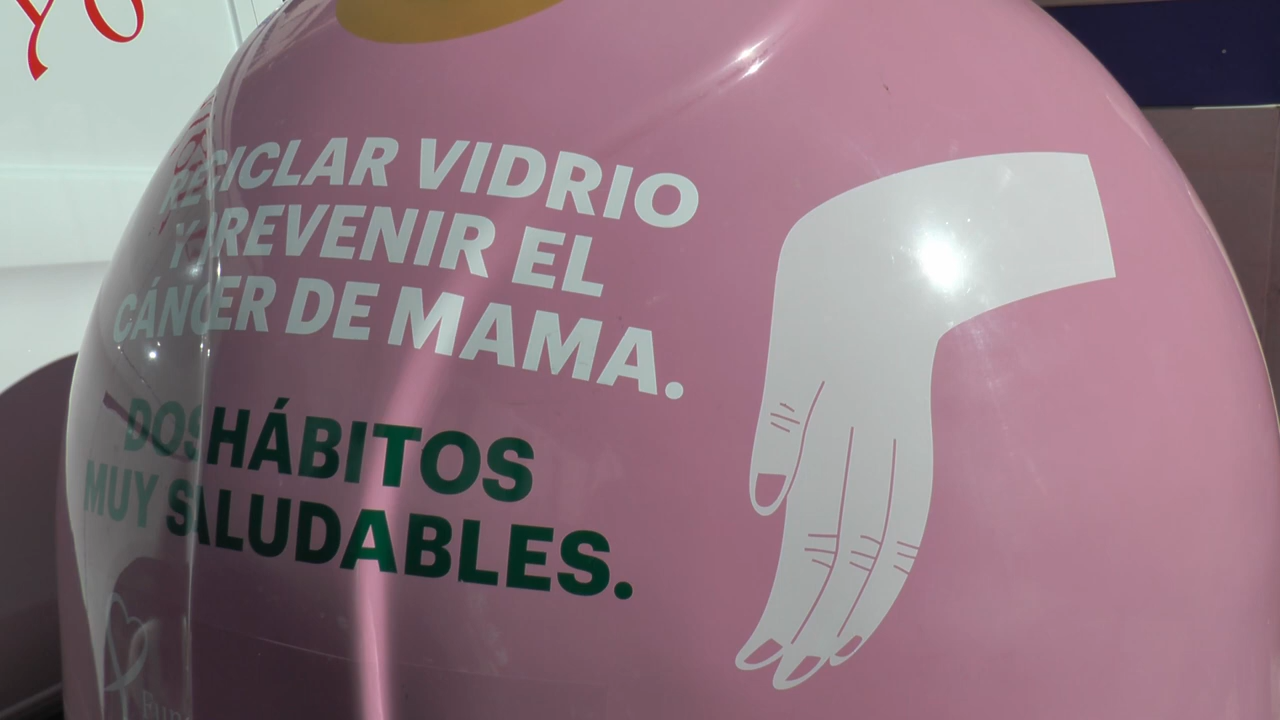 RECICLAR VIDRIO
Y PREVENIR EL
CÁNCER DE MAMA.
DOS HÁBITOS
MUY SALUDABLES.